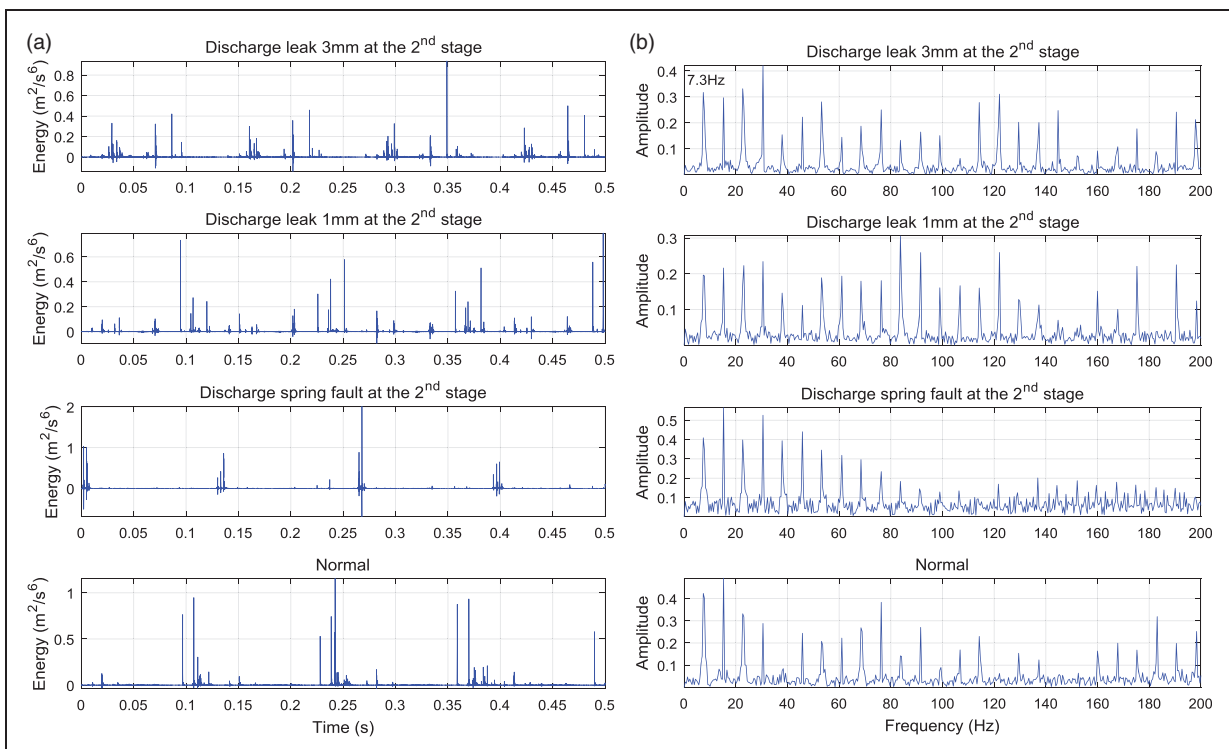 (a)
Discharge leak 3mm at the 2nd stage
Energy (m2/s6)
0.8
0.6
0.4
0.2
0
0 0.05 0.1 0.15 0.2 0.25 0.3 0.35 0.4 0.45 0.5
Discharge leak 1mm at the 2nd stage
Energy (m2/s6)
0.6
0.4
0.2
0
0 0.05 0.1 0.15 0.2 0.25 0.3 0.35 0.4 0.45 0.5
Discharge spring fault at the 2nd stage
Energy (m2/s6)
2
1
0
0 0.05 0.1 0.15 0.2 0.25 0.3 0.35 0.4 0.45 0.5
Normal
Energy (m2/s6)
1
0.5
0
0 0.05 0.1 0.15 0.2 0.25 0.3 0.35 0.4 0.45 0.5
Time (s)
(b)
Discharge leak 3mm at the 2nd stage
Amplitude
7.3Hz
0.4
0.3
0.2
0.1
0 20 40 60 80 100 120 140 160 180 200
Discharge leak 1mm at the 2nd stage
Amplitude
0.3
0.2
0.1
0 20 40 60 80 100 120 140 160 180 200
Discharge spring fault at the 2nd stage
Amplitude
0.5
0.4
0.3
0.2
0.1
0 20 40 60 80 100 120 140 160 180 200
Normal
Amplitude
0.4
0.3
0.2
0.1
0 20 40 60 80 100 120 140 160 180 200
Frequency (Hz)